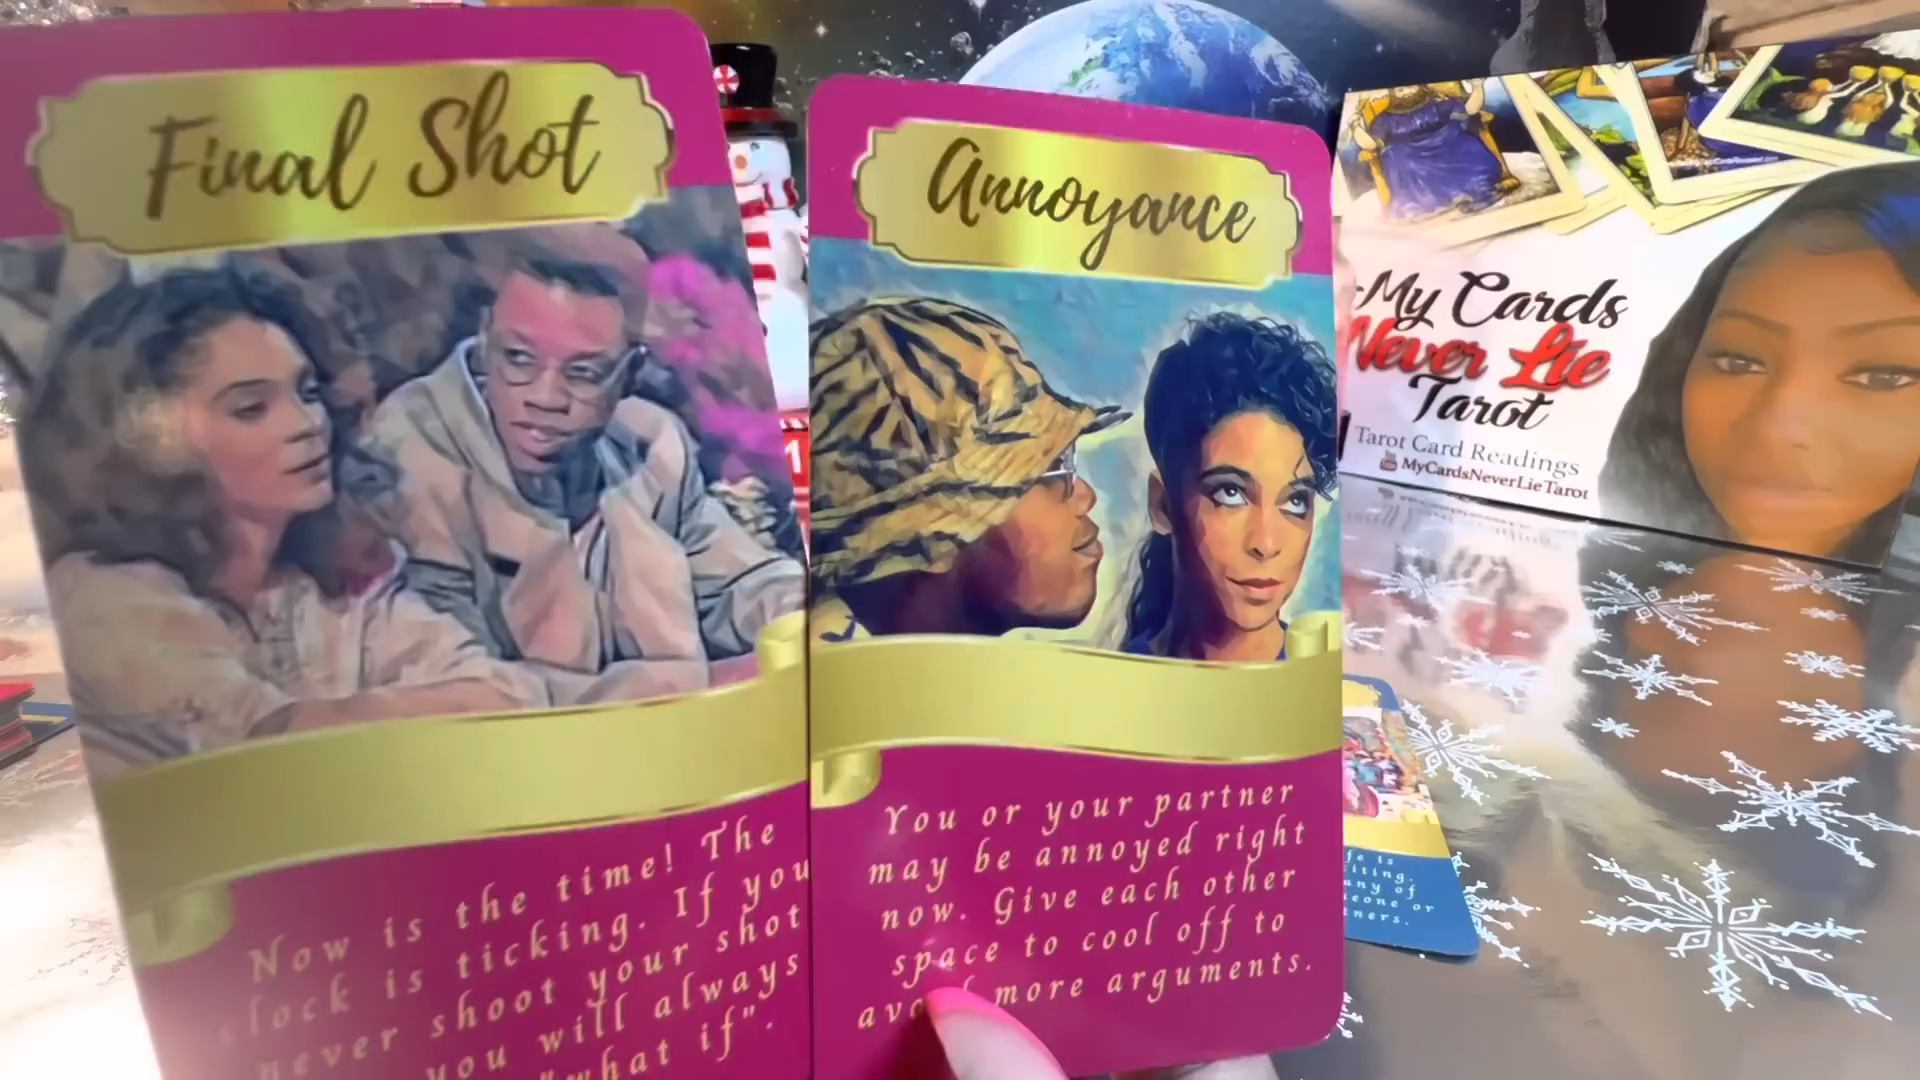 Final Shot
Now is the time! The
clock is ticking. If you
never shoot your shot
you will always
"what if".
Annoyance
You or your partner
may be annoyed right
now. Give each other
space to cool off to
more arguments.
My Cards
Never Lie
Tarot
Tarot Card Readings
MyCardsNeverLieTarot
any of